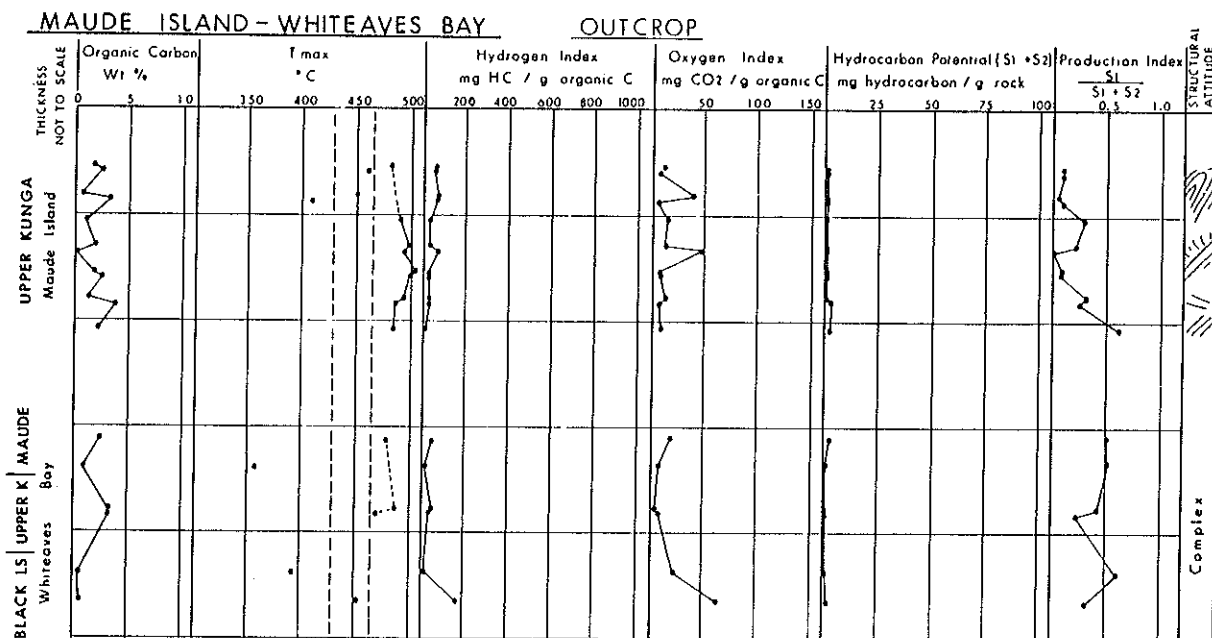 MAUDE ISLAND - WHITEAVES BAY OUTCROP
THICKNESS
NOT TO SCALE
Organic Carbon
Wt %
T max
°C
Hydrogen Index
mg HC / g organic C
Oxygen Index
mg CO2 / g organic C
Hydrocarbon Potential (S1 + S2)
mg hydrocarbon / g rock
Production Index
S1
S1 + S2
STRUCTURAL
ATTITUDE
0 5 10
150 400 450 500
200 400 600 800 1000
50 100 150
25 50 75 100
0.5 1.0
UPPER KUNGA
Maude Island
BLACK LS | UPPER K | MAUDE
Whiteaves Bay
Complex